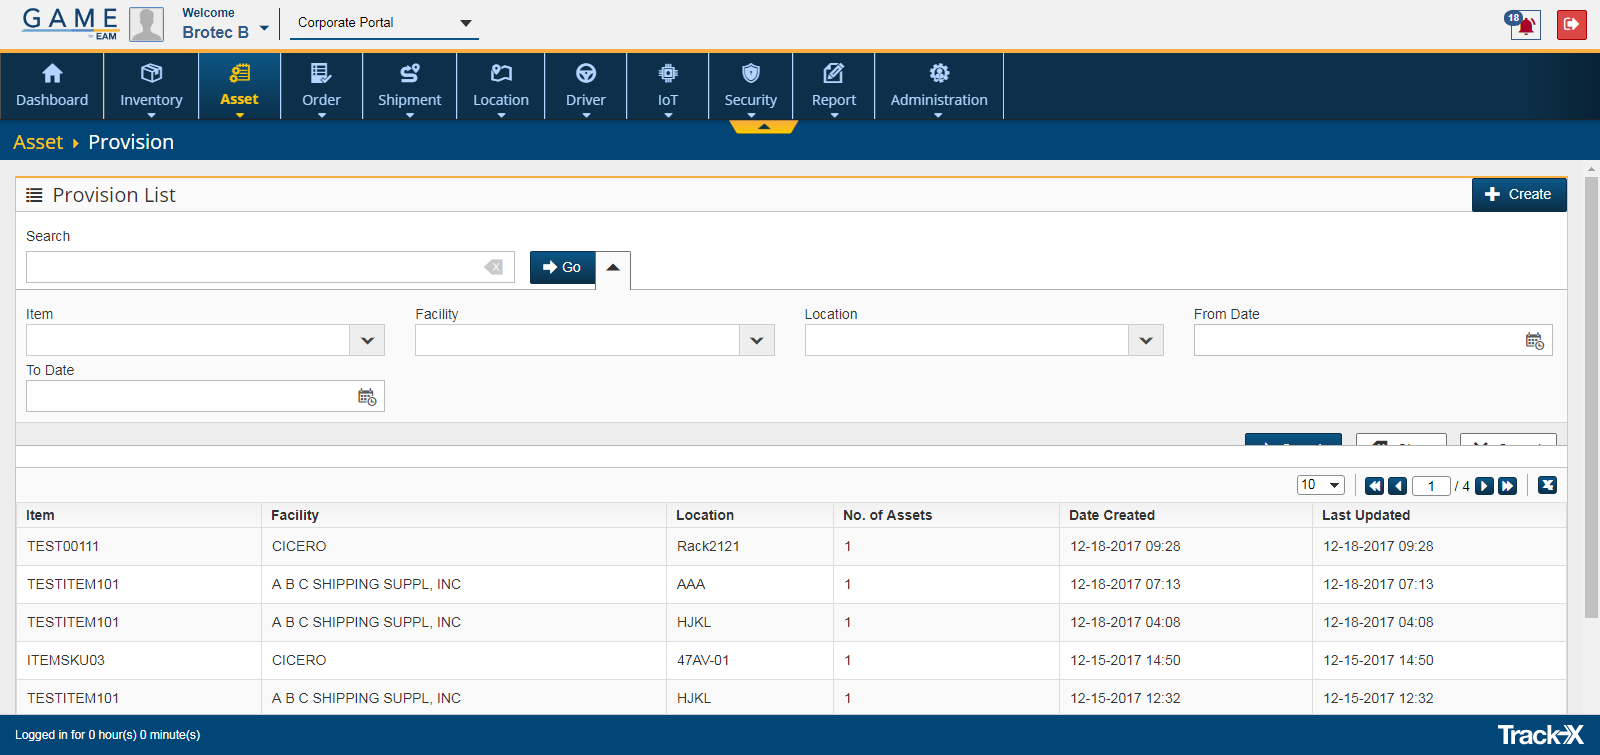 GAME
by EAM
Welcome
Brotec B
Corporate Portal
18
Dashboard
Inventory
Asset
Order
Shipment
Location
Driver
IoT
Security
Report
Administration
Asset Provision
Provision List
Create
Search
Go
Item
Facility
Location
From Date
To Date
10
1 / 4
Item Facility Location No. of Assets Date Created Last Updated
TEST00111 CICERO Rack2121 1 12-18-2017 09:28 12-18-2017 09:28
TESTITEM101 A B C SHIPPING SUPPL, INC AAA 1 12-18-2017 07:13 12-18-2017 07:13
TESTITEM101 A B C SHIPPING SUPPL, INC HJKL 1 12-18-2017 04:08 12-18-2017 04:08
ITEMSKU03 CICERO 47AV-01 1 12-15-2017 14:50 12-15-2017 14:50
TESTITEM101 A B C SHIPPING SUPPL, INC HJKL 1 12-15-2017 12:32 12-15-2017 12:32
Logged in for 0 hour(s) 0 minute(s)
Track-X